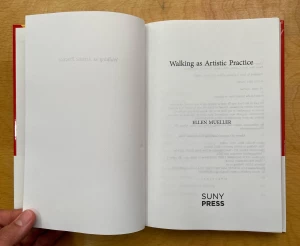 Walking as Artistic Practice
ELLEN MUELLER
SUNY
PRESS